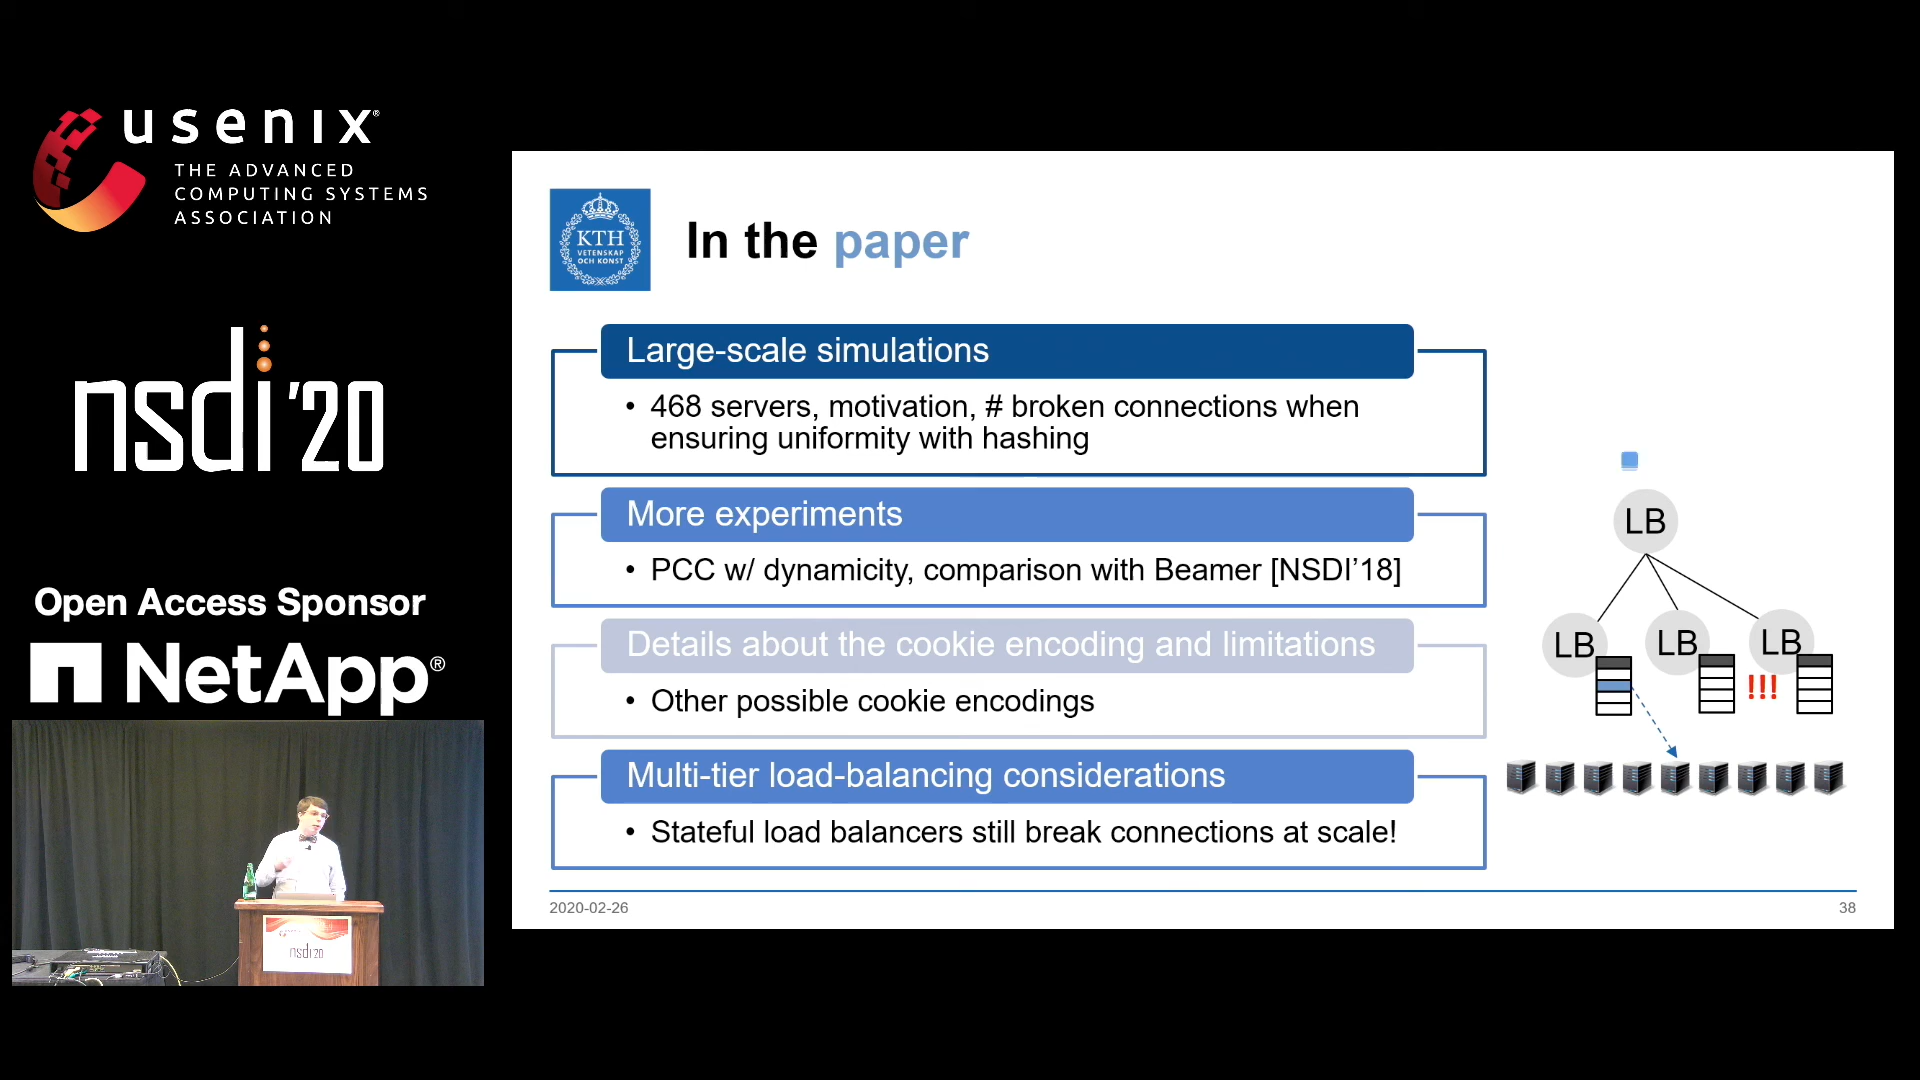 usenix®
THE ADVANCED
COMPUTING SYSTEMS
ASSOCIATION
nsdi '20
Open Access Sponsor
NetApp®
nsdi 20
KTH
VETENSKAP
OCH KONST
In the paper
Large-scale simulations
• 468 servers, motivation, # broken connections when
ensuring uniformity with hashing
More experiments
• PCC w/ dynamicity, comparison with Beamer [NSDI’18]
Details about the cookie encoding and limitations
• Other possible cookie encodings
Multi-tier load-balancing considerations
• Stateful load balancers still break connections at scale!
LB
LB LB LB
!!!
2020-02-26
38